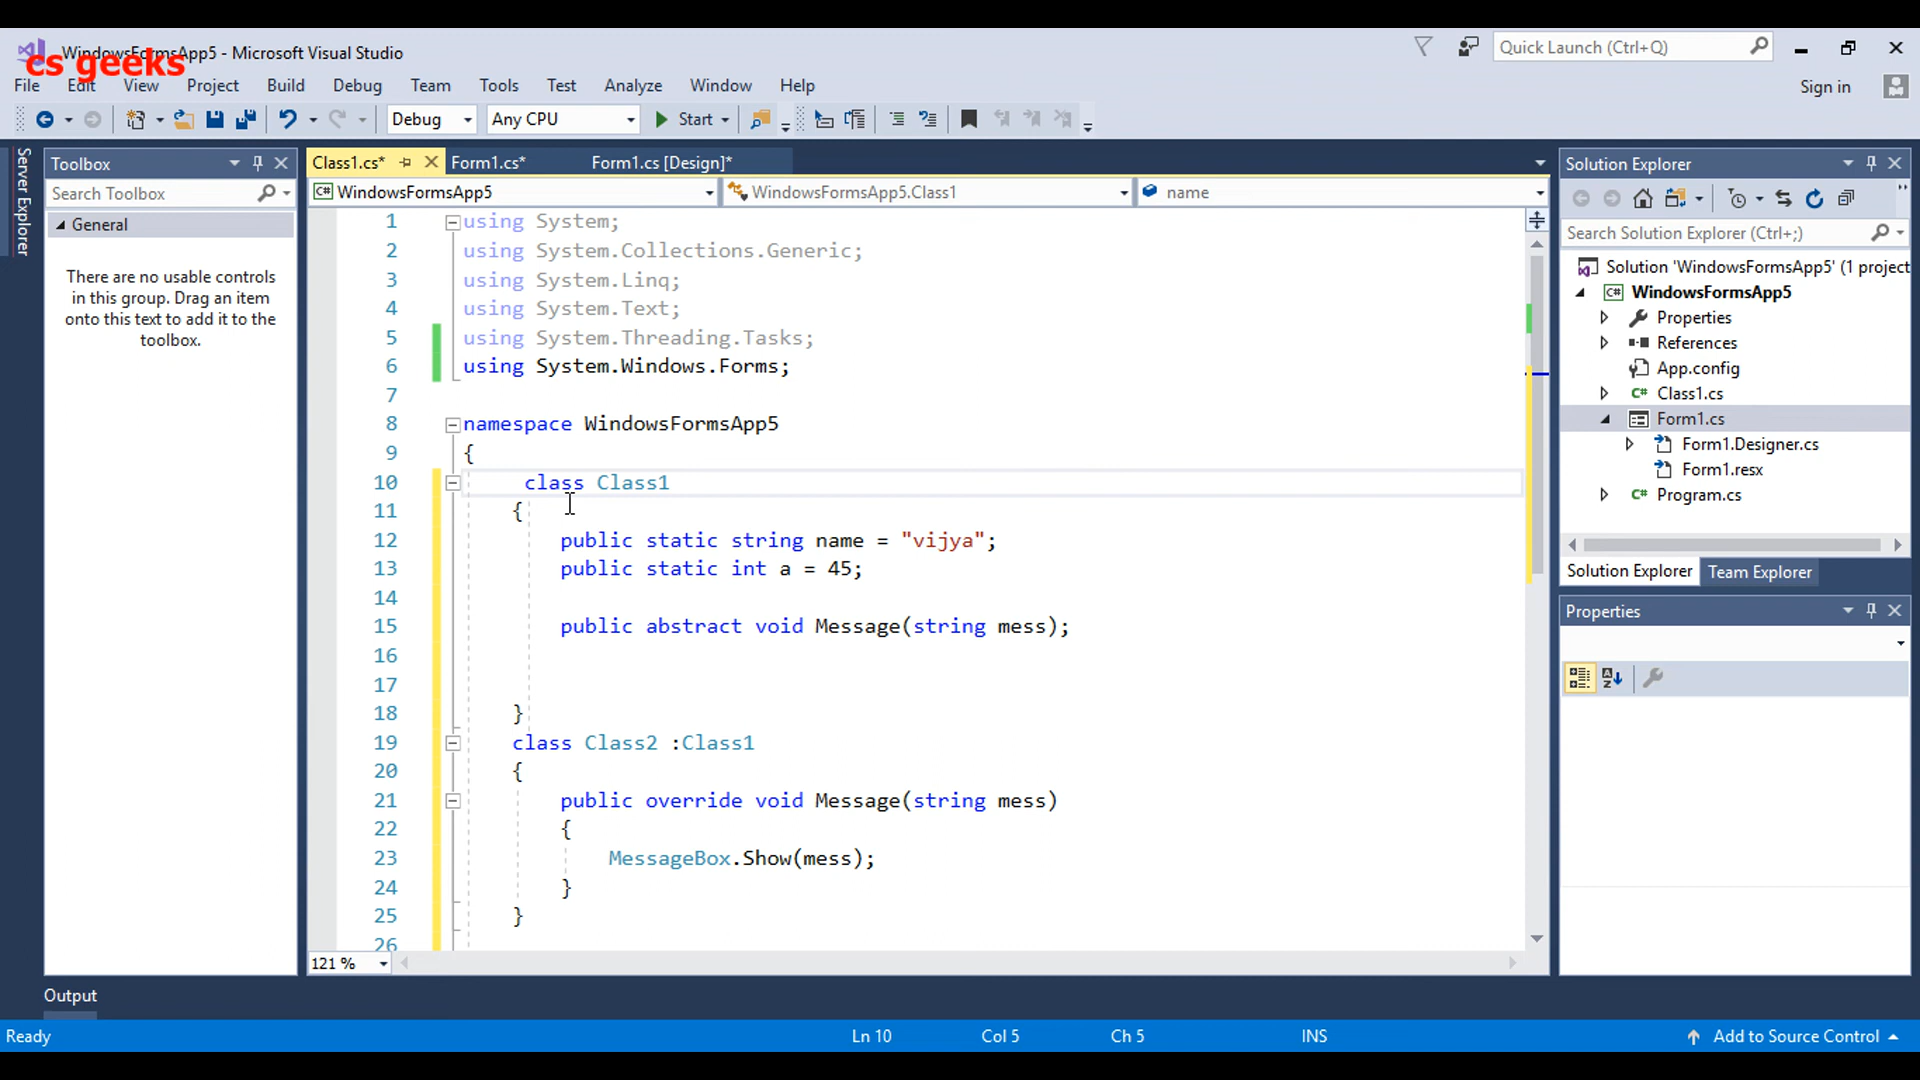 WindowsFormsApp5 - Microsoft Visual Studio
cs geeks
Quick Launch (Ctrl+Q)
File Edit View Project Build Debug Team Tools Test Analyze Window Help
Sign in
Debug Any CPU Start
Server Explorer
Toolbox
Search Toolbox
General
There are no usable controls
in this group. Drag an item
onto this text to add it to the
toolbox.
Class1.cs* Form1.cs* Form1.cs [Design]*
WindowsFormsApp5 WindowsFormsApp5.Class1 name
1 using System;
2 using System.Collections.Generic;
3 using System.Linq;
4 using System.Text;
5 using System.Threading.Tasks;
6 using System.Windows.Forms;
7
8 namespace WindowsFormsApp5
9 {
10 class Class1
11 {
12 public static string name = "vijya";
13 public static int a = 45;
14
15 public abstract void Message(string mess);
16
17
18 }
19 class Class2 :Class1
20 {
21 public override void Message(string mess)
22 {
23 MessageBox.Show(mess);
24 }
25 }
26
121 %
Solution Explorer
Search Solution Explorer (Ctrl+;)
Solution 'WindowsFormsApp5' (1 project
WindowsFormsApp5
Properties
References
App.config
Class1.cs
Form1.cs
Form1.Designer.cs
Form1.resx
Program.cs
Solution Explorer Team Explorer
Properties
Output
Ready Ln 10 Col 5 Ch 5 INS Add to Source Control